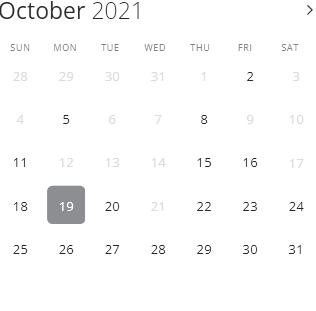 October 2021
SUN MON TUE WED THU FRI SAT
28 29 30 31 1 2 3
4 5 6 7 8 9 10
11 12 13 14 15 16 17
18 19 20 21 22 23 24
25 26 27 28 29 30 31